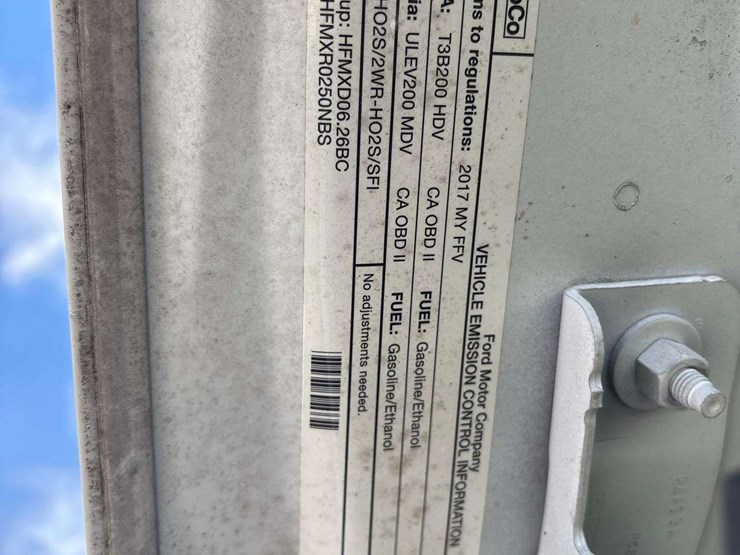 oCo
Ford Motor Company
VEHICLE EMISSION CONTROL INFORMATION
ms to regulations: 2017 MY FFV
A: T3B200 HDV CA OBD II FUEL: Gasoline/Ethanol
ia: ULEV200 MDV CA OBD II FUEL: Gasoline/Ethanol
HO2S/2WR-HO2S/SFI No adjustments needed.
up: HFMXD06.26BC
HFMXR0250NBS